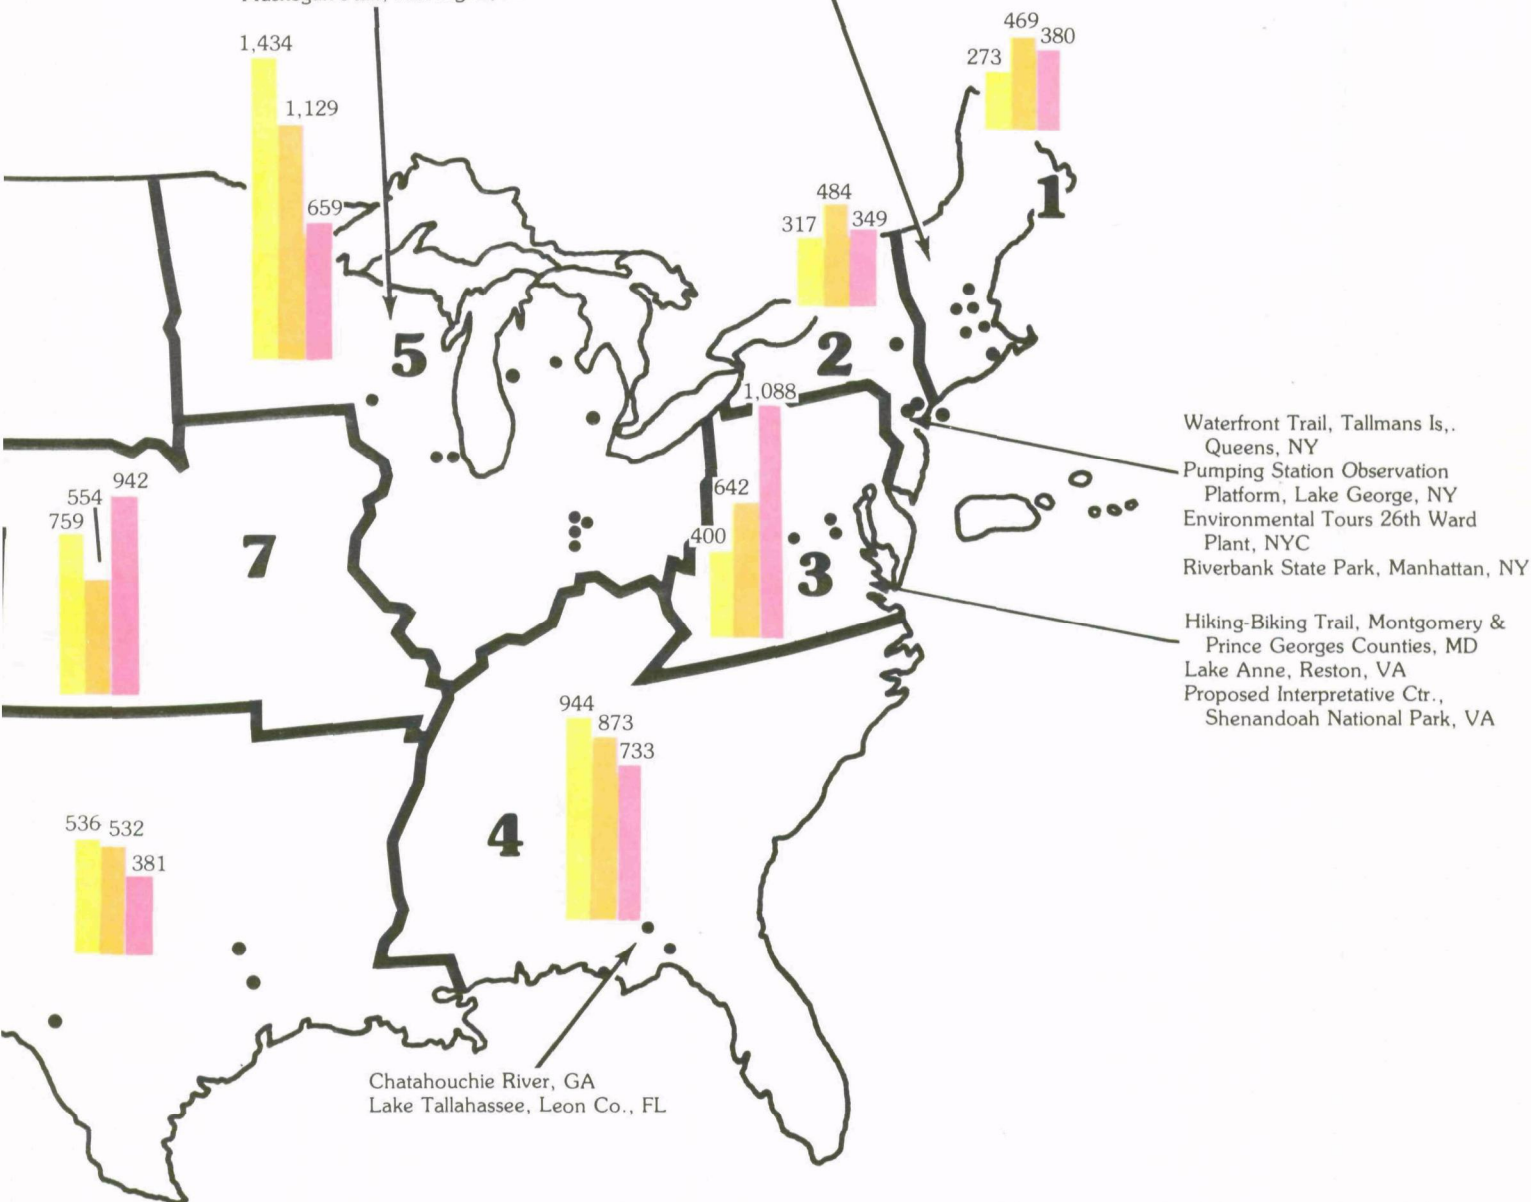 1,434
1,129
659
273
469
380
1
317
484
349
5
2
1,088
642
400
3
759
554
942
7
Waterfront Trail, Tallmans Is,.
Queens, NY
Pumping Station Observation
Platform, Lake George, NY
Environmental Tours 26th Ward
Plant, NYC
Riverbank State Park, Manhattan, NY
Hiking-Biking Trail, Montgomery &
Prince Georges Counties, MD
Lake Anne, Reston, VA
Proposed Interpretative Ctr.,
Shenandoah National Park, VA
944
873
733
4
536
532
381
Chatahouchie River, GA
Lake Tallahassee, Leon Co., FL